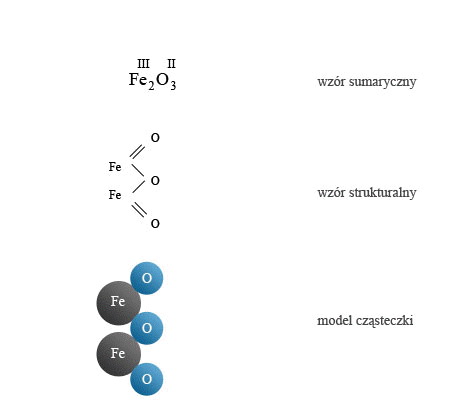 III II
Fe2O3 wzór sumaryczny
O
Fe
O
Fe wzór strukturalny
O
O
Fe
O
model cząsteczki
Fe
O